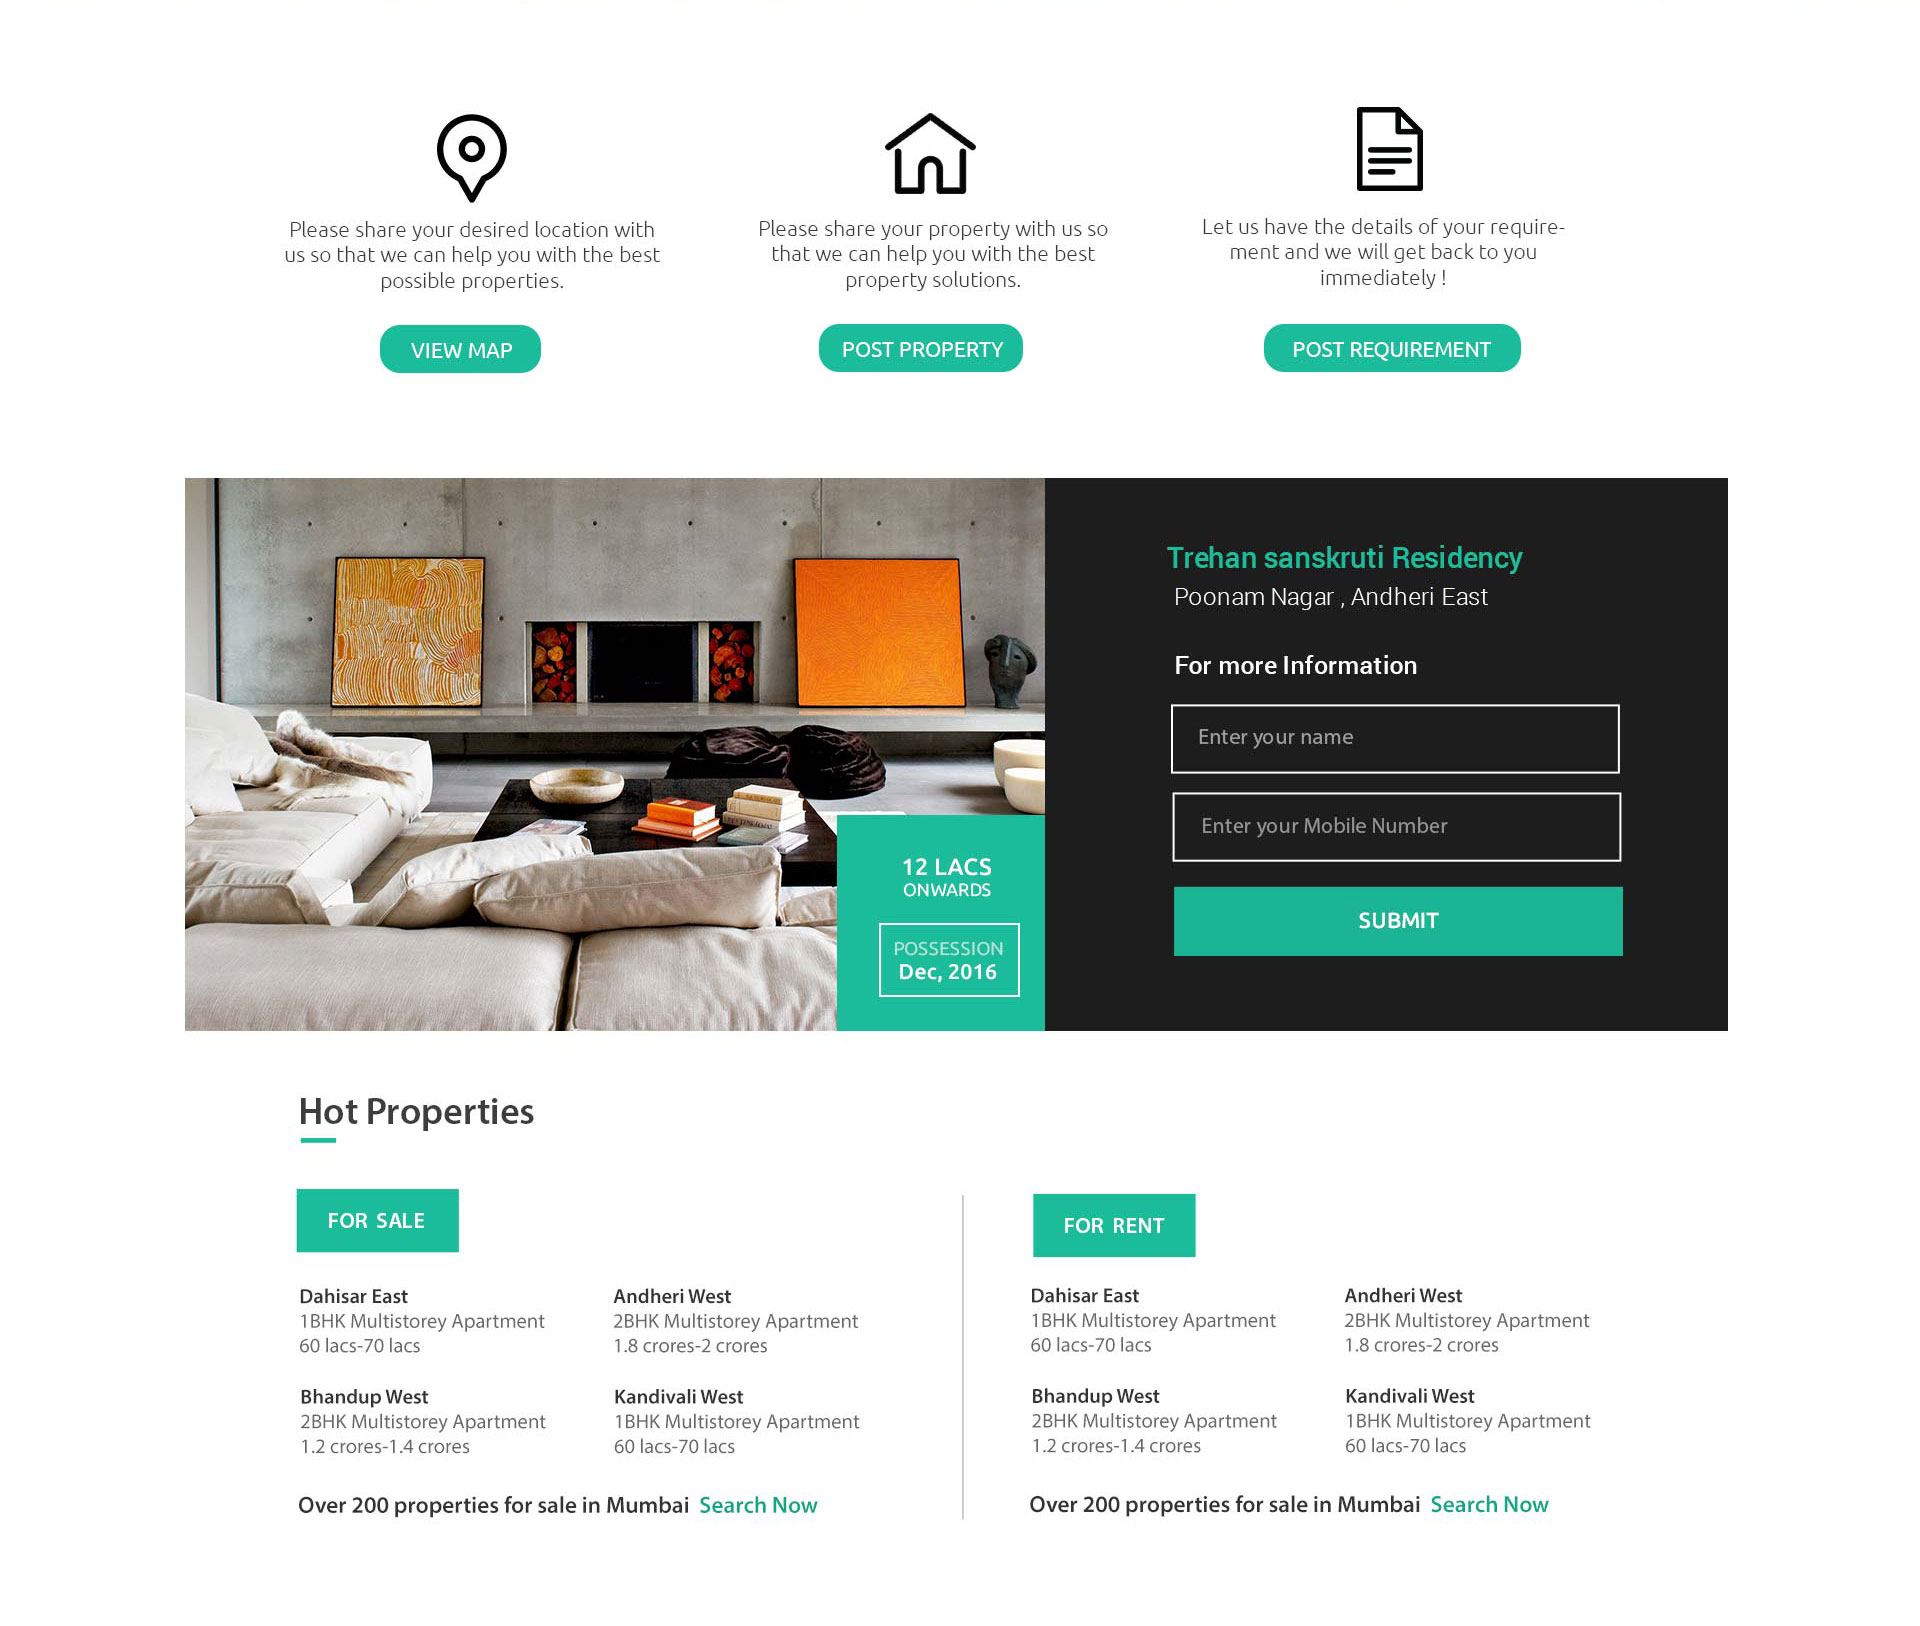 Please share your desired location with
us so that we can help you with the best
possible properties.
VIEW MAP
Please share your property with us so
that we can help you with the best
property solutions.
POST PROPERTY
Let us have the details of your require-
ment and we will get back to you
immediately !
POST REQUIREMENT
12 LACS
ONWARDS
POSSESSION
Dec, 2016
Trehan sanskruti Residency
Poonam Nagar , Andheri East
For more Information
Enter your name
Enter your Mobile Number
SUBMIT
Hot Properties
FOR SALE
Dahisar East
1BHK Multistorey Apartment
60 lacs-70 lacs
Andheri West
2BHK Multistorey Apartment
1.8 crores-2 crores
Bhandup West
2BHK Multistorey Apartment
1.2 crores-1.4 crores
Kandivali West
1BHK Multistorey Apartment
60 lacs-70 lacs
Over 200 properties for sale in Mumbai Search Now
FOR RENT
Dahisar East
1BHK Multistorey Apartment
60 lacs-70 lacs
Andheri West
2BHK Multistorey Apartment
1.8 crores-2 crores
Bhandup West
2BHK Multistorey Apartment
1.2 crores-1.4 crores
Kandivali West
1BHK Multistorey Apartment
60 lacs-70 lacs
Over 200 properties for sale in Mumbai Search Now